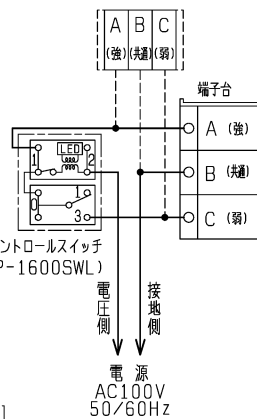 A B C
(強) (共通) (弱)
端子台
A (強)
B (共通)
C (弱)
LED
1 2
1
0
3
ントロールスイッチ
P-1600SWL)
電圧側
接地側
電源
AC100V
50/60Hz
]